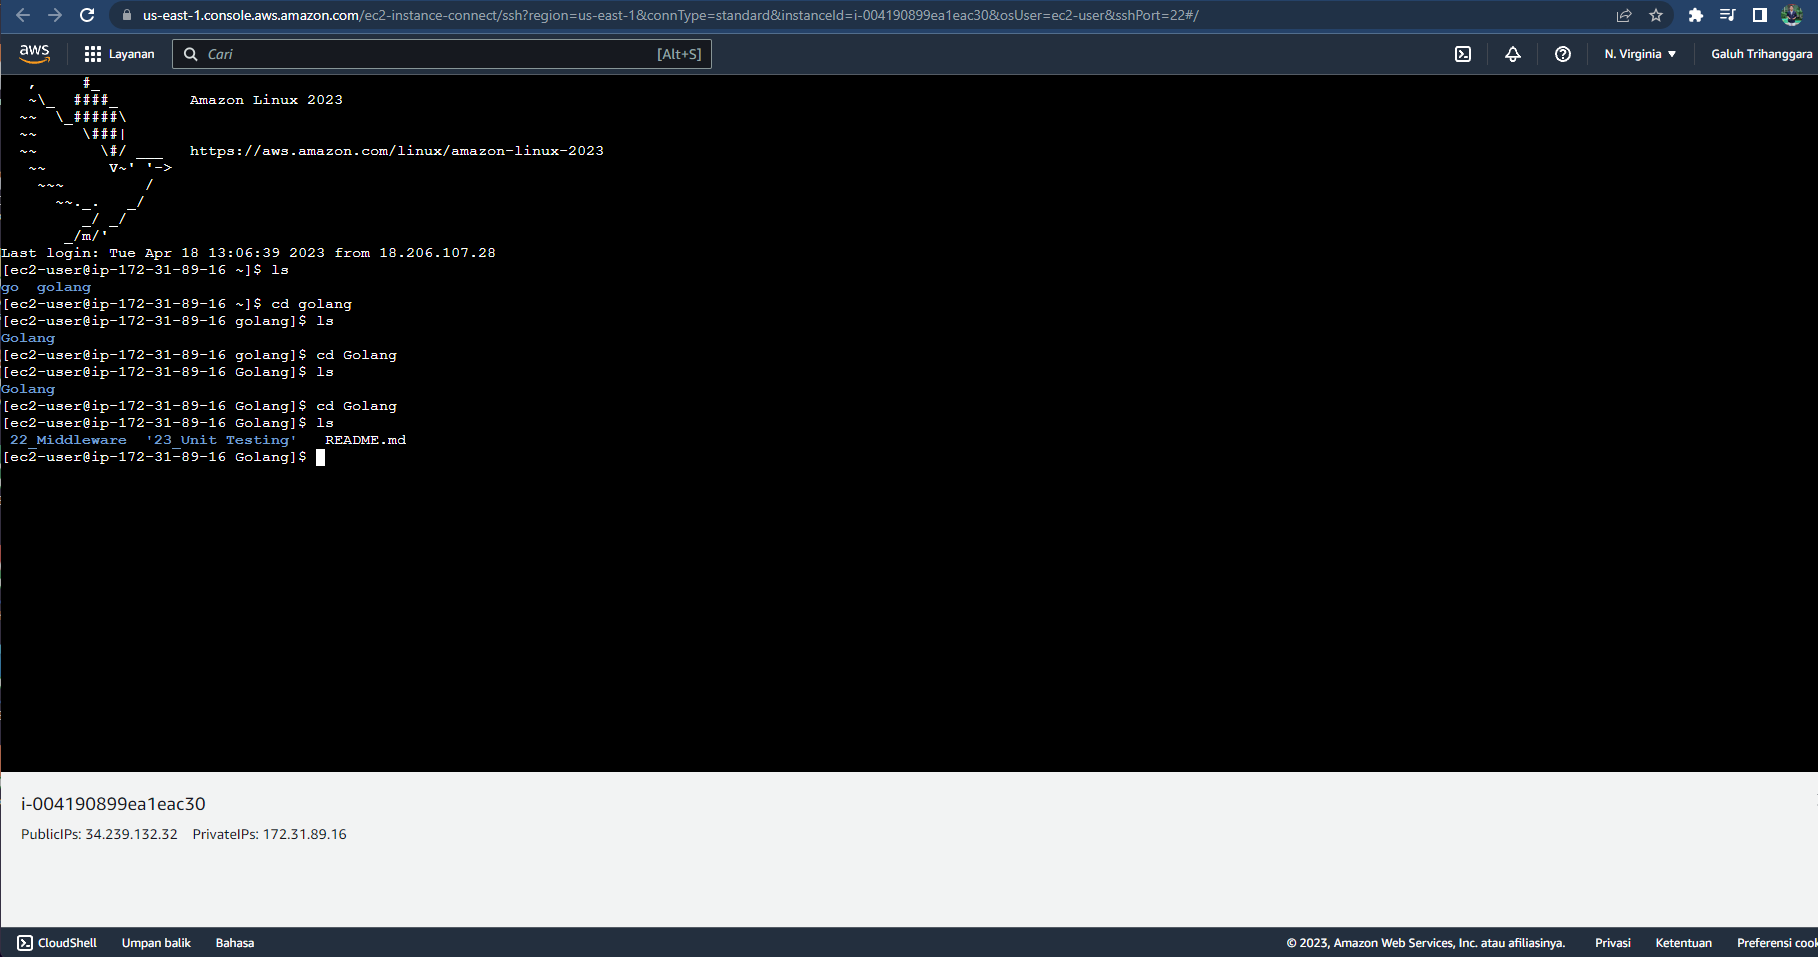 us-east-1.console.aws.amazon.com/ec2-instance-connect/ssh?region=us-east-1&connType=standard&instanceId=i-004190899ea1eac30&osUser=ec2-user&sshPort=22#/
aws Layanan Cari [Alt+S] N. Virginia ▼ Galuh Trihanggara
   ,     #_
   ~\_  ####_        Amazon Linux 2023
  ~~  \_#####\
  ~~     \###|
  ~~       \#/ ___   https://aws.amazon.com/linux/amazon-linux-2023
   ~~       V~' '->
    ~~~         /
      ~~._.   _/
         _/ _/
       _/m/'
Last login: Tue Apr 18 13:06:39 2023 from 18.206.107.28
[ec2-user@ip-172-31-89-16 ~]$ ls
go  golang
[ec2-user@ip-172-31-89-16 ~]$ cd golang
[ec2-user@ip-172-31-89-16 golang]$ ls
Golang
[ec2-user@ip-172-31-89-16 golang]$ cd Golang
[ec2-user@ip-172-31-89-16 Golang]$ ls
Golang
[ec2-user@ip-172-31-89-16 Golang]$ cd Golang
[ec2-user@ip-172-31-89-16 Golang]$ ls
 22_Middleware  '23_Unit Testing'   README.md
[ec2-user@ip-172-31-89-16 Golang]$
i-004190899ea1eac30
PublicIPs: 34.239.132.32 PrivateIPs: 172.31.89.16
CloudShell Umpan balik Bahasa © 2023, Amazon Web Services, Inc. atau afiliasinya. Privasi Ketentuan Preferensi cook